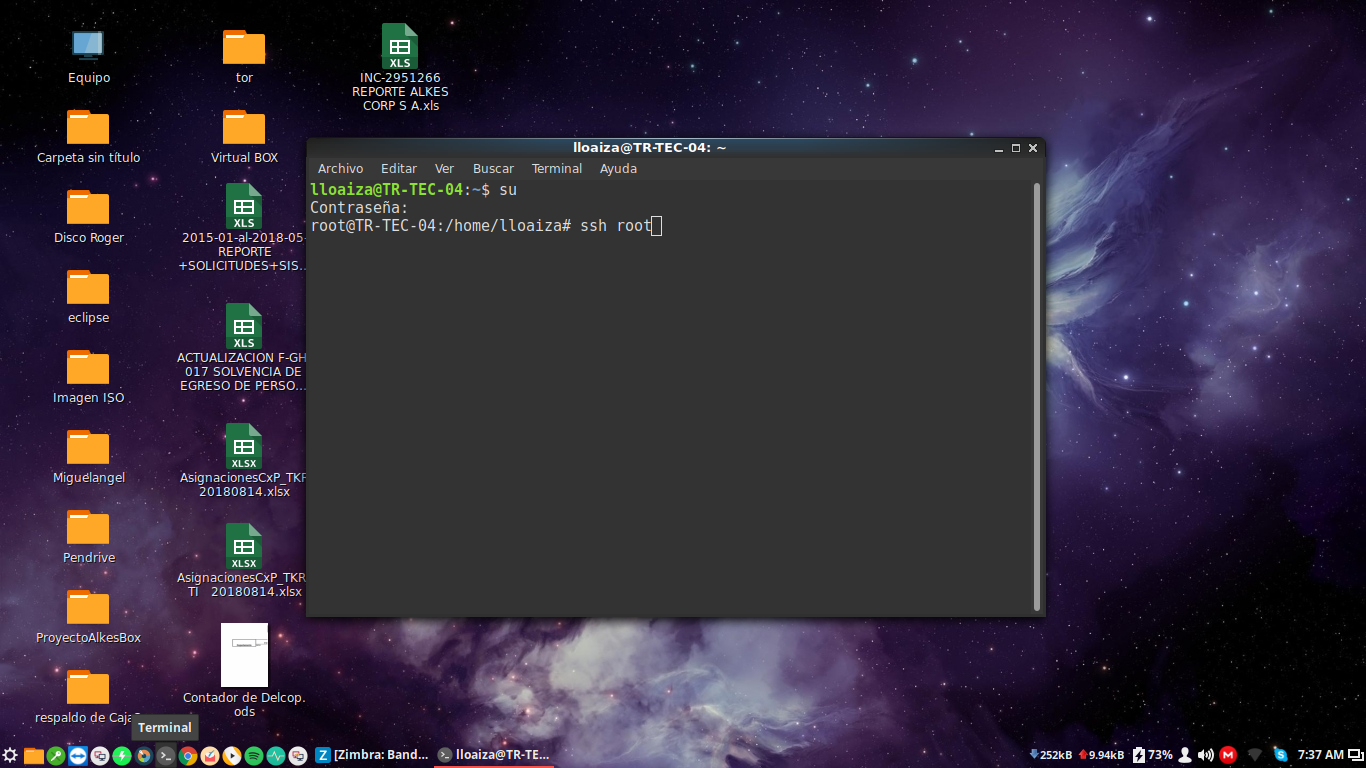 Equipo
Carpeta sin título
Disco Roger
eclipse
Imagen ISO
Miguelangel
Pendrive
ProyectoAlkesBox
respaldo de Caja
tor
Virtual BOX
XLS
2015-01-al-2018-05-
REPORTE
+SOLICITUDES+SIS...
XLS
ACTUALIZACION F-GH
017 SOLVENCIA DE
EGRESO DE PERSO...
XLSX
AsignacionesCxP_TKR
20180814.xlsx
XLSX
AsignacionesCxP_TKR
TI 20180814.xlsx
Contador de Delcop.
ods
XLS
INC-2951266
REPORTE ALKES
CORP S A.xls
lloaiza@TR-TEC-04: ~
Archivo Editar Ver Buscar Terminal Ayuda
lloaiza@TR-TEC-04:~$ su
Contraseña:
root@TR-TEC-04:/home/lloaiza# ssh root
Terminal
[Zimbra: Band... lloaiza@TR-TE... 252kB 9.94kB 73% 7:37 AM